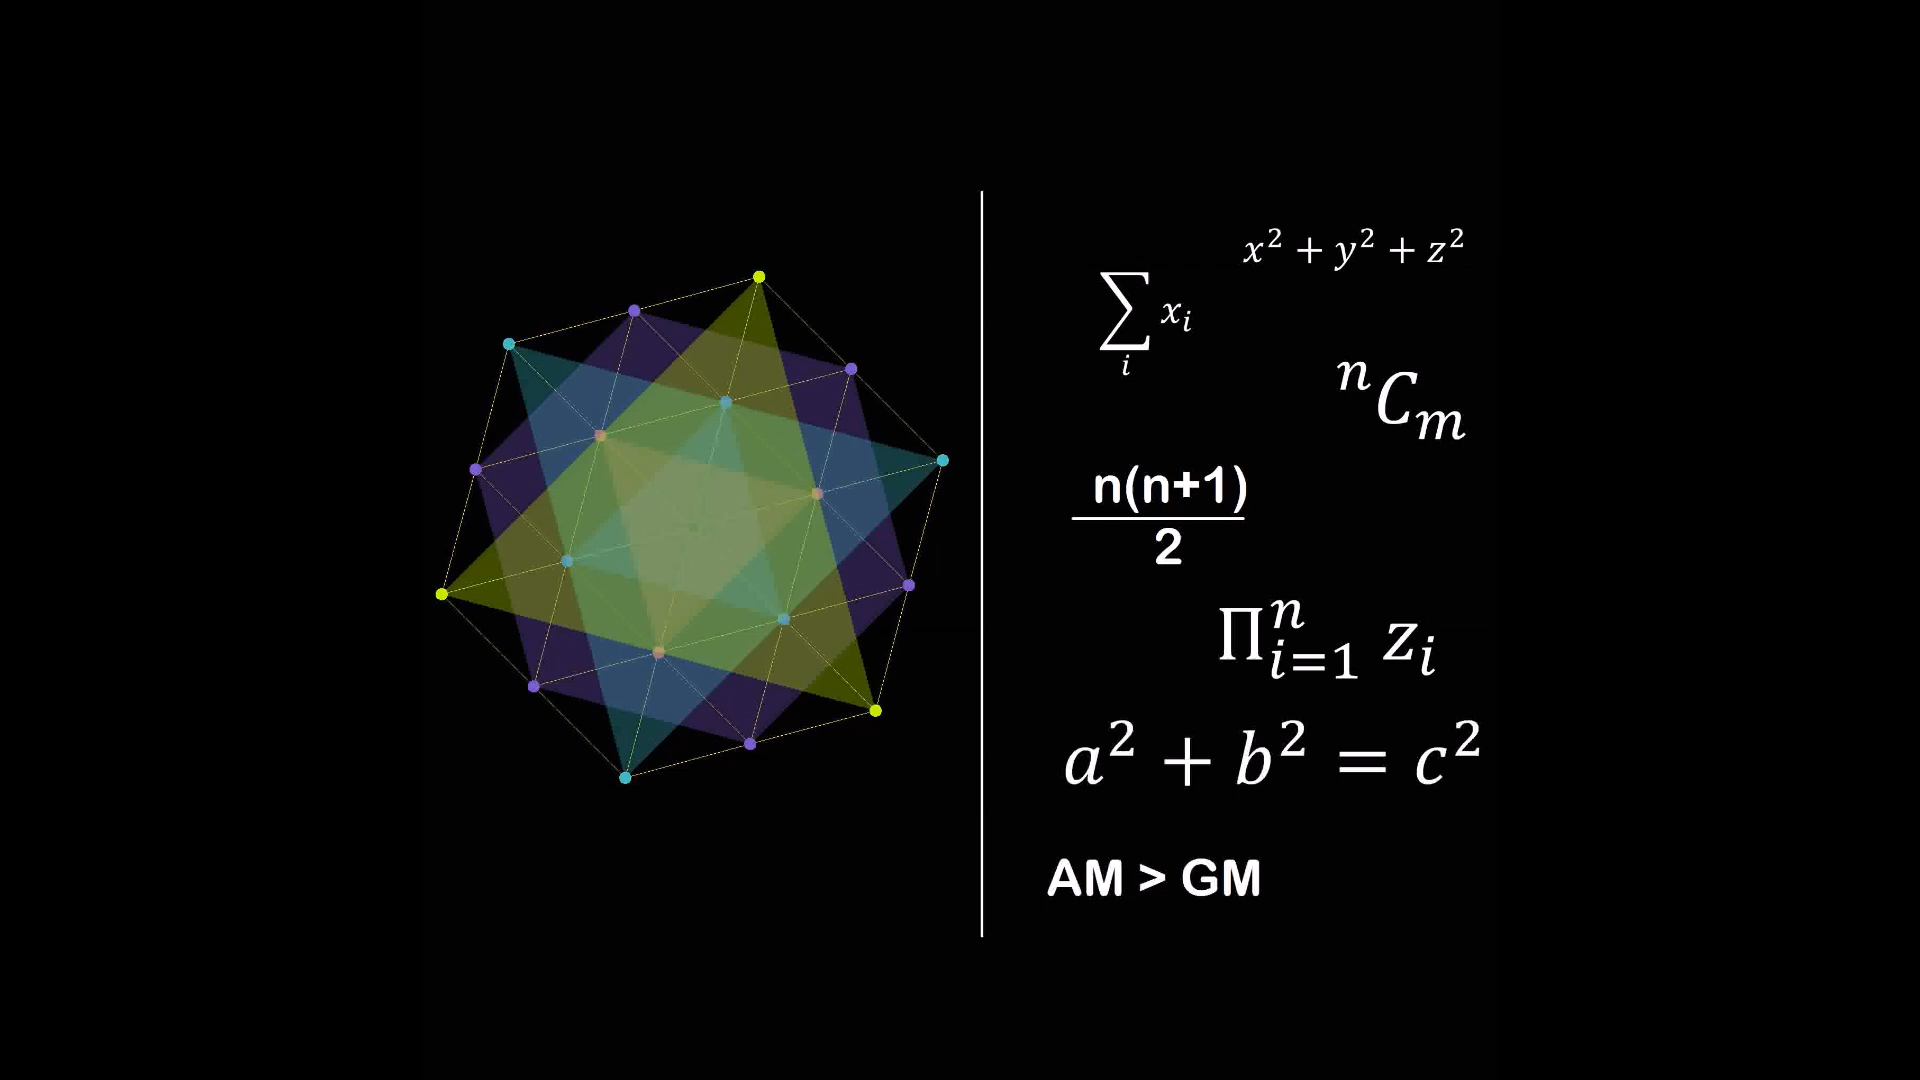 x² + y² + z²
∑ᵢ xᵢ
ⁿCₘ
n(n+1)
2
∏ⁿᵢ₌₁ zᵢ
a² + b² = c²
AM > GM